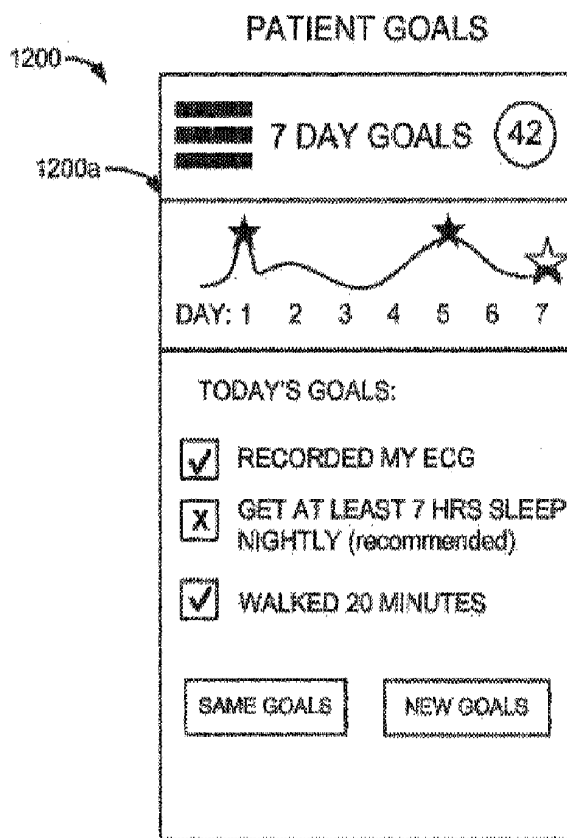 PATIENT GOALS
1200
7 DAY GOALS 42
1200a
DAY: 1 2 3 4 5 6 7
TODAY'S GOALS:
RECORDED MY ECG
X GET AT LEAST 7 HRS SLEEP
NIGHTLY (recommended)
WALKED 20 MINUTES
SAME GOALS NEW GOALS